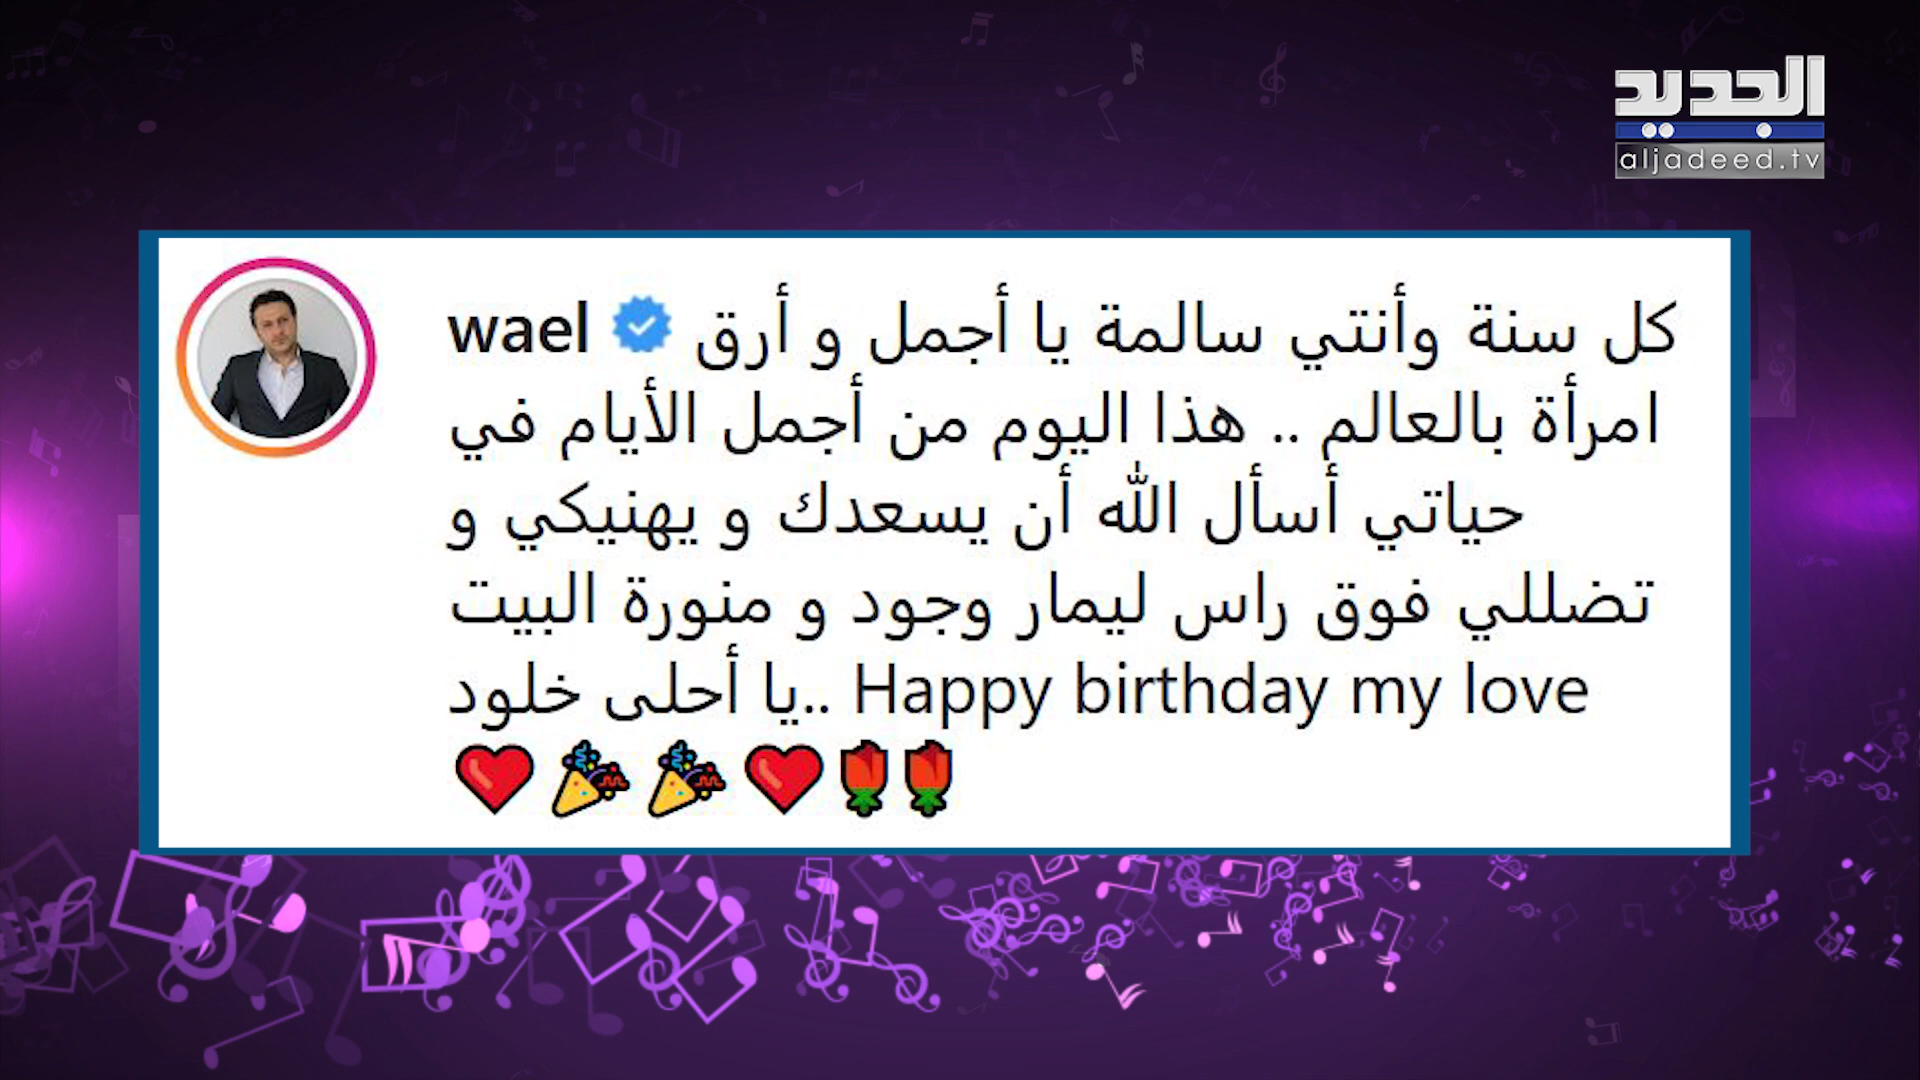 الجديد
aljadeed.tv
wael كل سنة وأنتي سالمة يا أجمل و أرق
امرأة بالعالم .. هذا اليوم من أجمل الأيام في
حياتي أسأل الله أن يسعدك و يهنيكي و
تضللي فوق راس ليمار وجود و منورة البيت
يا أحلى خلود.. Happy birthday my love
❤️🎉🎉❤️🌹🌹